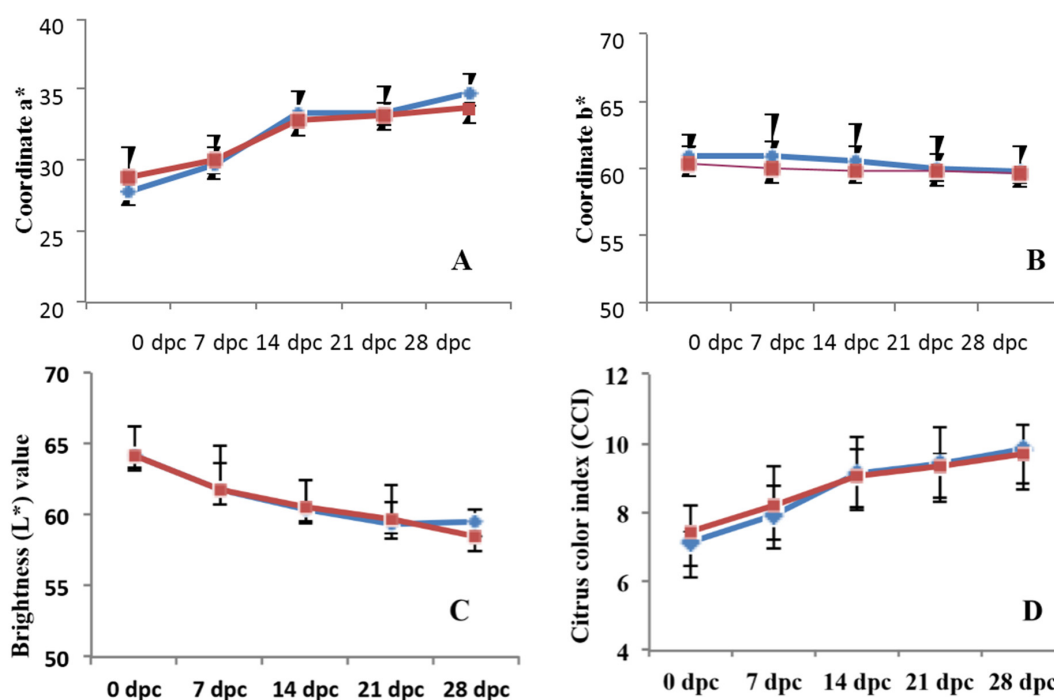 40
35
30
25
20
Coordinate a*
A
0 dpc 7 dpc 14 dpc 21 dpc 28 dpc
70
65
60
55
50
Coordinate b*
B
0 dpc 7 dpc 14 dpc 21 dpc 28 dpc
70
65
60
55
50
Brightness (L*) value
C
0 dpc 7 dpc 14 dpc 21 dpc 28 dpc
12
10
8
6
4
Citrus color index (CCI)
D
0 dpc 7 dpc 14 dpc 21 dpc 28 dpc